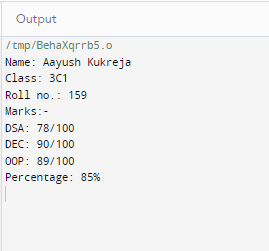 Output
/tmp/BehaXqrrb5.o
Name: Aayush Kukreja
Class: 3C1
Roll no.: 159
Marks:-
DSA: 78/100
DEC: 90/100
OOP: 89/100
Percentage: 85%